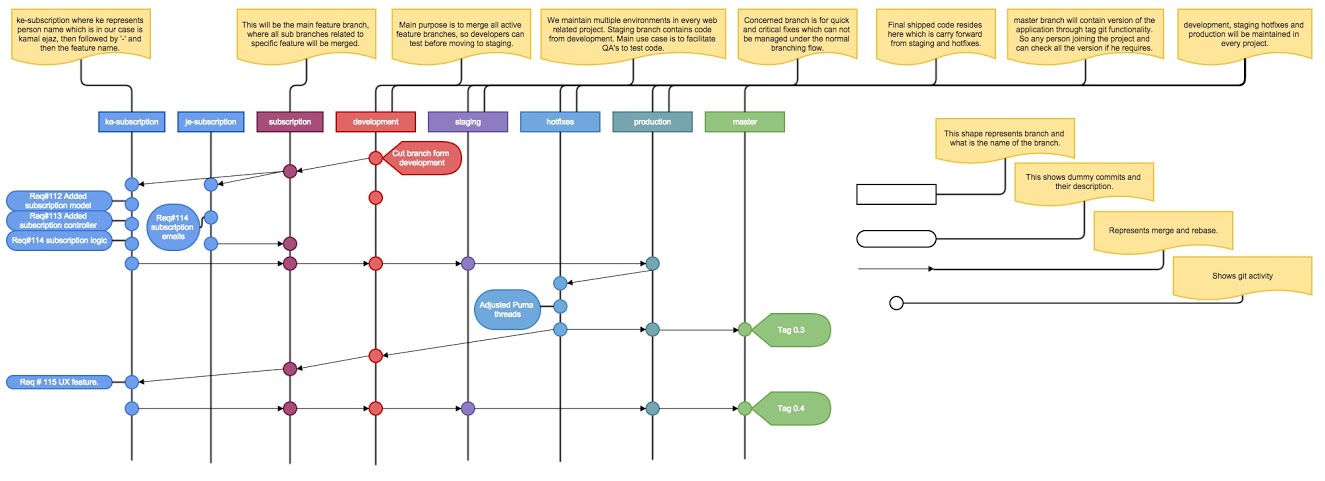 ke-subscription where ke represents
person name which is in our case is
kamal ejaz, then followed by '-' and
then the feature name.
This will be the main feature branch,
where all sub branches related to
specific feature will be merged.
Main purpose is to merge all active
feature branches, so developers can
test before moving to staging.
We maintain multiple environments in every web
related project. Staging branch contains code
from development. Main use case is to facilitate
QA's to test code.
Concerned branch is for quick
and critical fixes which can not
be managed under the normal
branching flow.
Final shipped code resides
here which is carry forward
from staging and hotfixes.
master branch will contain version of the
application through tag git functionality.
So any person joining the project and
can check all the version if he requires.
development, staging hotfixes and
production will be maintained in
every project.
ke-subscription
je-subscription
subscription
development
staging
hotfixes
production
master
Cut branch form
development
Req#112 Added
subscription model
Req#113 Added
subscription controller
Req#114 subscription logic
Req#114
subscription
emails
Adjusted Puma
threads
Tag 0.3
Req # 115 UX feature.
Tag 0.4
This shape represents branch and
what is the name of the branch.
This shows dummy commits and
their description.
Represents merge and rebase.
Shows git activity